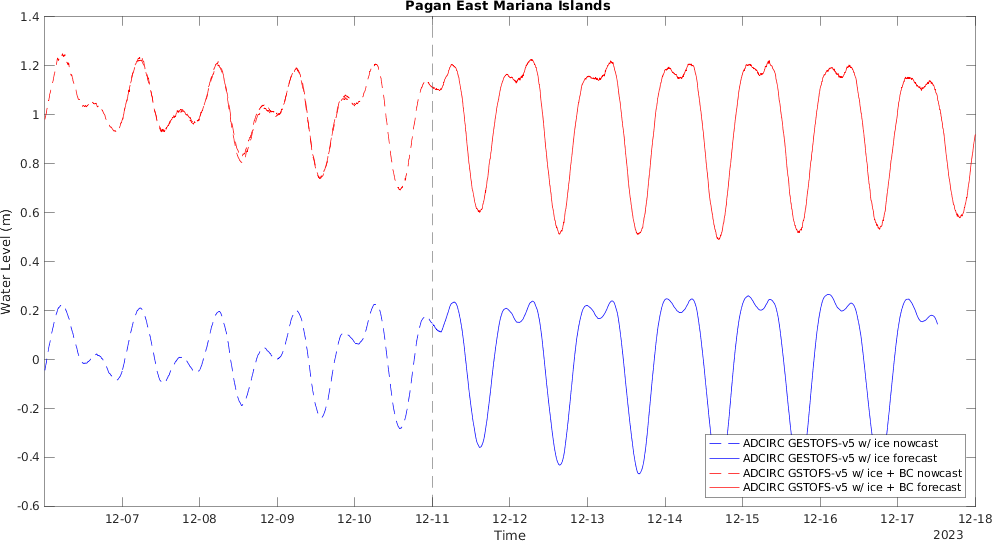 Pagan East Mariana Islands
1.4
1.2
1
0.8
0.6
0.4
0.2
0
-0.2
-0.4
-0.6
Water Level (m)
ADCIRC GESTOFS-v5 w/ ice nowcast
ADCIRC GESTOFS-v5 w/ ice forecast
ADCIRC GSTOFS-v5 w/ ice + BC nowcast
ADCIRC GSTOFS-v5 w/ ice + BC forecast
12-07 12-08 12-09 12-10 12-11 12-12 12-13 12-14 12-15 12-16 12-17 12-18
Time
2023